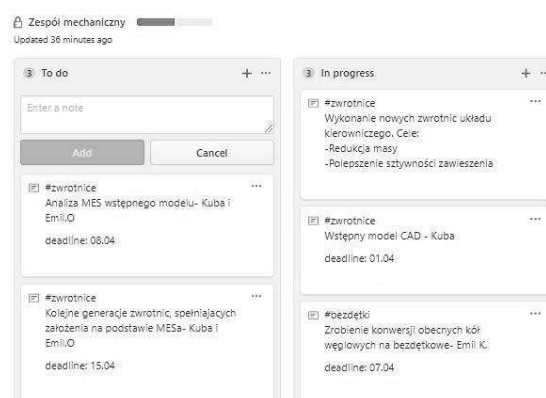 Zespół mechaniczny
Updated 36 minutes ago
3 To do
Enter a note
Add
Cancel
#zwrotnice
Analiza MES wstępnego modelu- Kuba i
Emil.O
deadline: 08.04
#zwrotnice
Kolejne generacje zwrotnic, spełniajacych
założenia na podstawie MESa- Kuba i
Emil.O
deadline: 15.04
3 In progress
#zwrotnice
Wykonanie nowych zwrotnic układu
kierowniczego. Cele:
-Redukcja masy
-Polepszenie sztywności zawieszenia
#zwrotnice
Wstępny model CAD - Kuba
deadline: 01.04
#bezdętki
Zrobienie konwersji obecnych kół
węglowych na bezdętkowe- Emil K.
deadline: 07.04